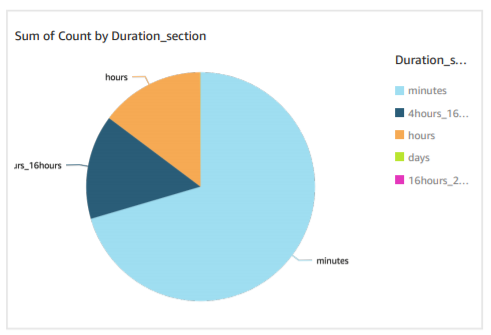 Sum of Count by Duration_section
Duration_s...
minutes
4hours_16...
hours
days
16hours_2...
hours
urs_16hours
minutes